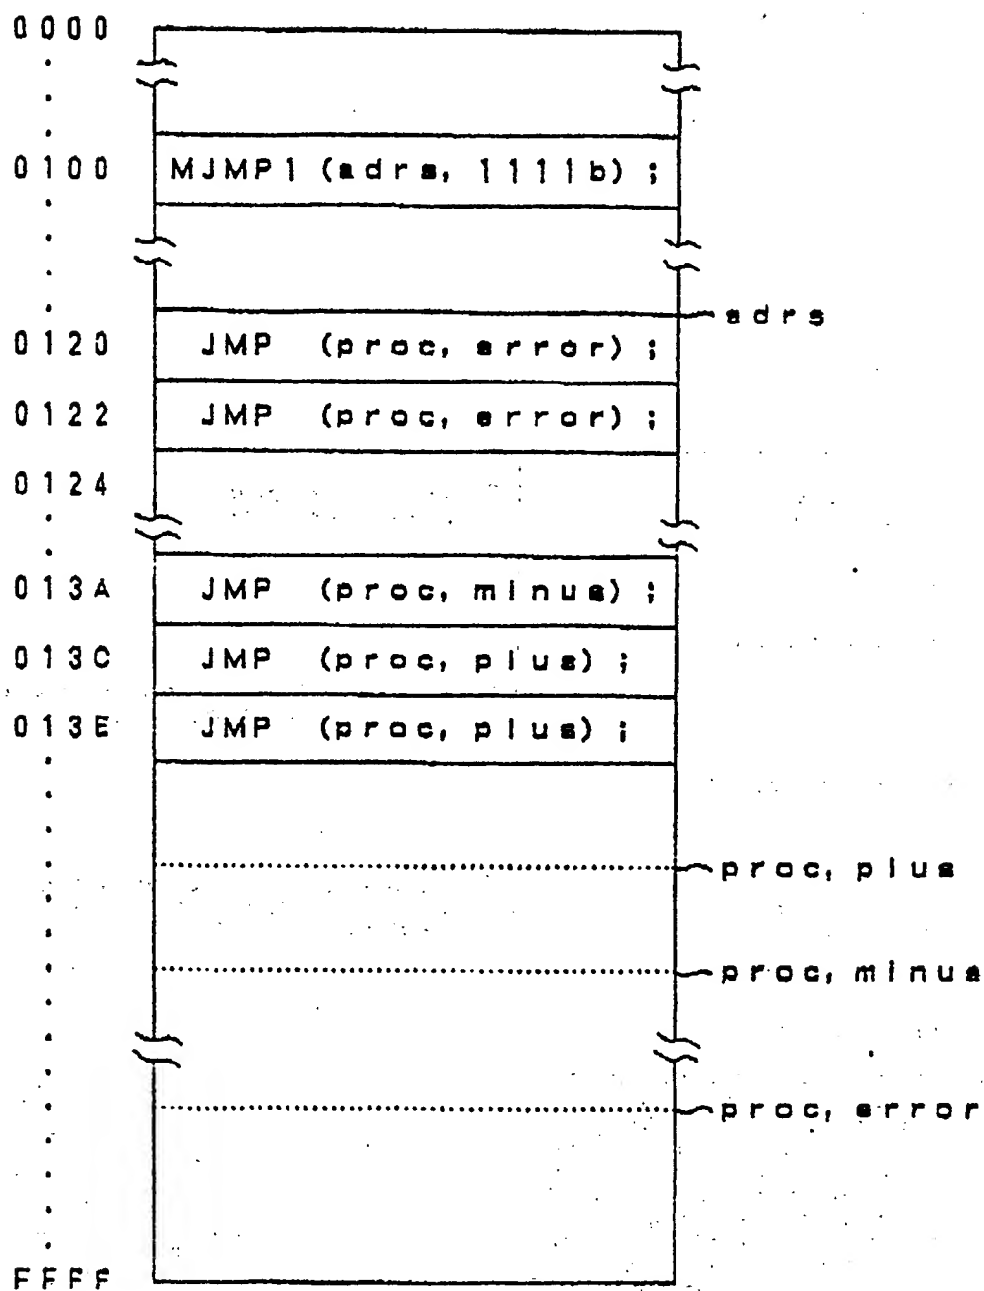 0000
0100 MJMP1 (adrs, 1111b) ;
adrs
0120 JMP (proc, error) ;
0122 JMP (proc, error) ;
0124
013A JMP (proc, minus) ;
013C JMP (proc, plus) ;
013E JMP (proc, plus) ;
proc, plus
proc, minus
proc, error
FFFF